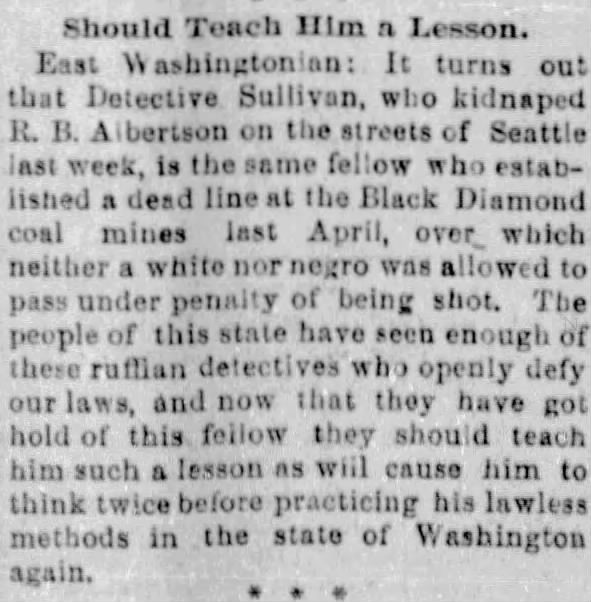 Should Teach Him a Lesson.
East Washingtonian: It turns out
that Detective Sullivan, who kidnaped
R. B. Albertson on the streets of Seattle
last week, is the same fellow who estab-
lished a dead line at the Black Diamond
coal mines last April, over which
neither a white nor negro was allowed to
pass under penalty of being shot. The
people of this state have seen enough of
these ruffian detectives who openly defy
our laws, and now that they have got
hold of this fellow they should teach
him such a lesson as will cause him to
think twice before practicing his lawless
methods in the state of Washington
again.
* * *